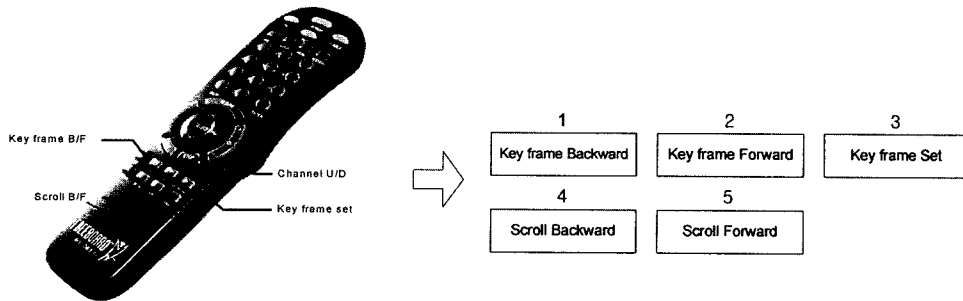 Key frame B/F
Scroll B/F
Channel U/D
Key frame set
1
2
3
Key frame Backward
Key frame Forward
Key frame Set
4
5
Scroll Backward
Scroll Forward